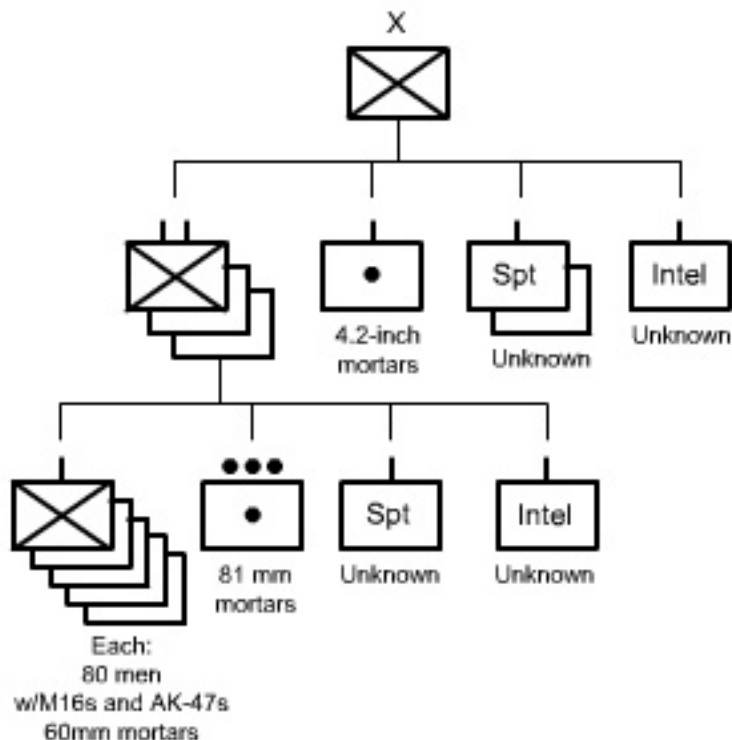 X
Spt
Intel
4.2-inch
mortars
Unknown
Unknown
Spt
Intel
81 mm
mortars
Unknown
Unknown
Each:
80 men
w/M16s and AK-47s
60mm mortars